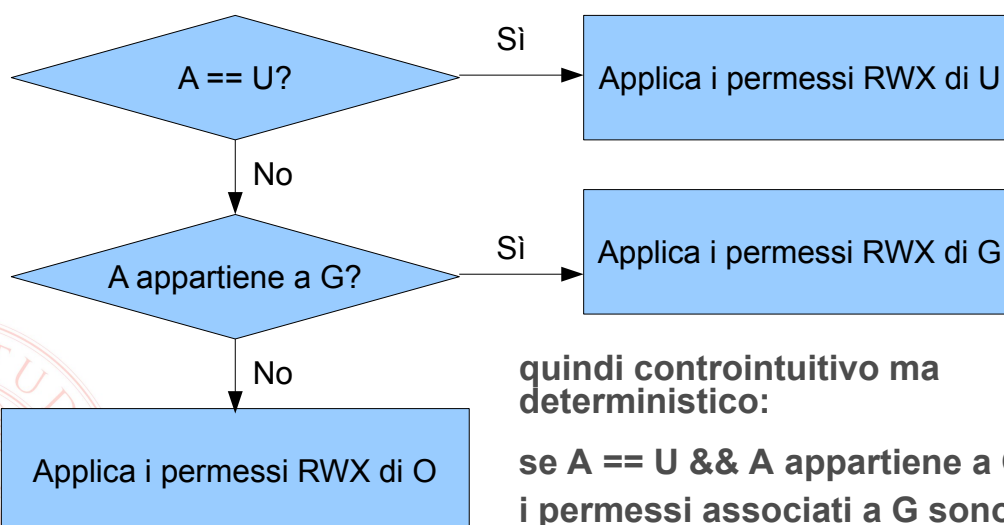 A == U?
Sì
Applica i permessi RWX di U
No
A appartiene a G?
Sì
Applica i permessi RWX di G
No
Applica i permessi RWX di O
quindi controintuitivo ma
deterministico:
se A == U && A appartiene a
i permessi associati a G sono